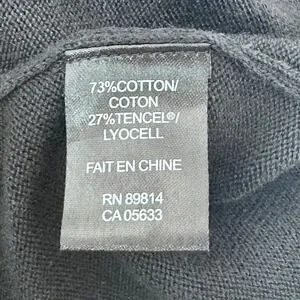 73%COTTON/
COTON
27%TENCEL®/
LYOCELL
FAIT EN CHINE
RN 89814
CA 05633